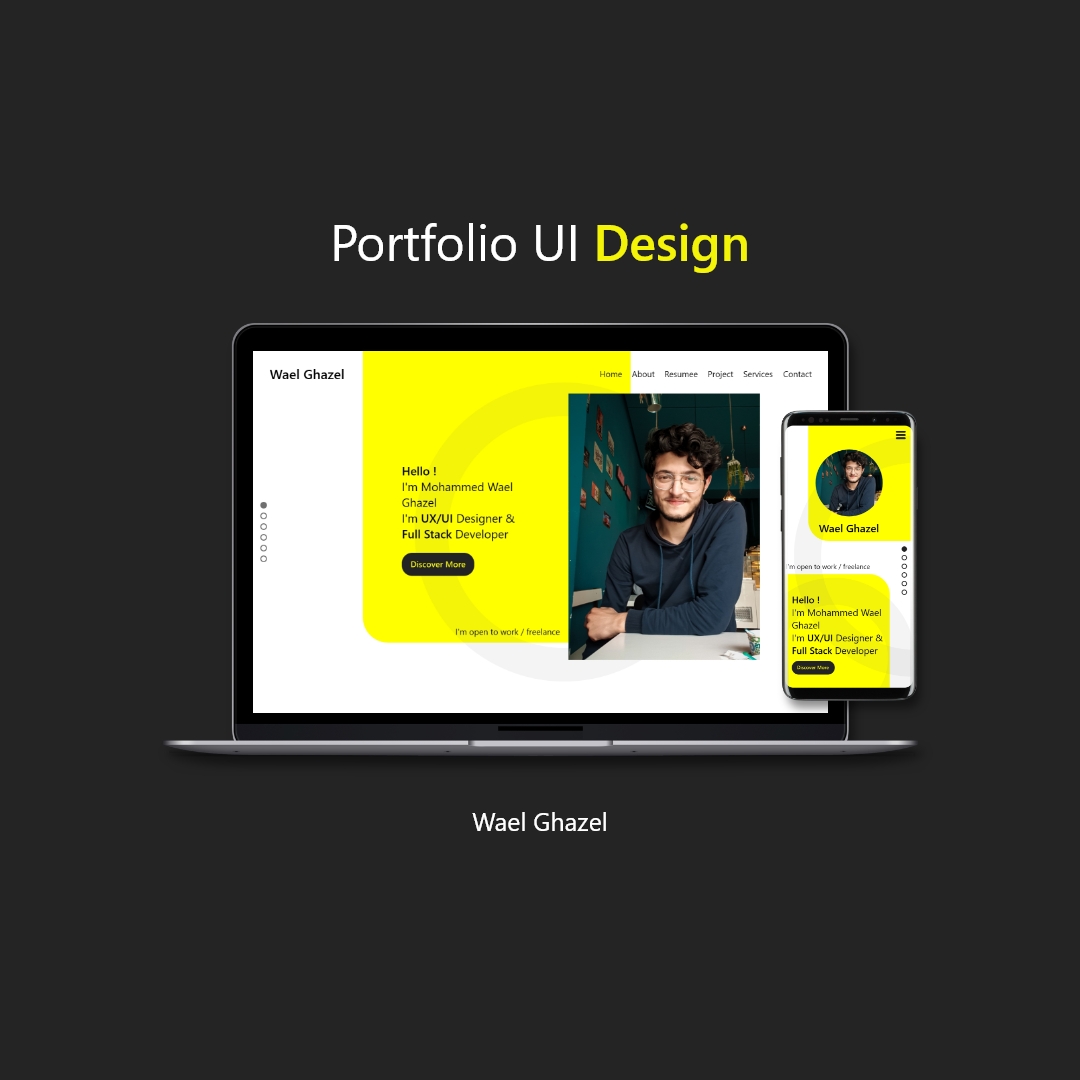 Portfolio UI Design
Wael Ghazel
Home About Resumee Project Services Contact
Hello !
I'm Mohammed Wael
Ghazel
I'm UX/UI Designer &
Full Stack Developer
Discover More
I'm open to work / freelance
Wael Ghazel
I'm open to work / freelance
Hello !
I'm Mohammed Wael
Ghazel
I'm UX/UI Designer &
Full Stack Developer
Discover More
Wael Ghazel